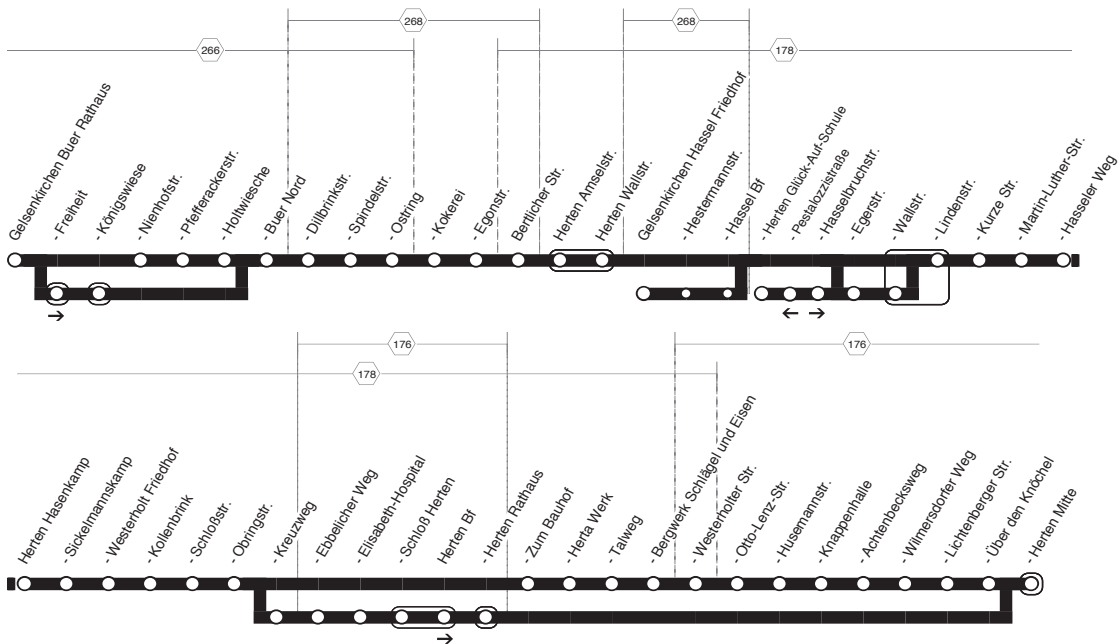 268
268
266
178
Gelsenkirchen Buer Rathaus
- Freiheit
- Königswiese
- Nienhofstr.
- Pfefferackerstr.
- Holtwiesche
- Buer Nord
- Dillbrinkstr.
- Spindelstr.
- Ostring
- Kokerei
- Egonstr.
Bertlicher Str.
Herten Amselstr.
Herten Wallstr.
Gelsenkirchen Hassel Friedhof
- Hestermannstr.
- Hassel Bf
- Herten Glück-Auf-Schule
- Pestalozzistraße
- Hasselbruchstr.
- Egerstr.
- Wallstr.
- Lindenstr.
- Kurze Str.
- Martin-Luther-Str.
- Hasseler Weg
→
← →
176
176
178
Herten Hasenkamp
- Sickelmannskamp
- Westerholt Friedhof
- Kollenbrink
- Schloßstr.
- Obringstr.
- Kreuzweg
- Ebbelicher Weg
- Elisabeth-Hospital
- Schloß Herten
Herten Bf
- Herten Rathaus
- Zum Bauhof
- Herta Werk
- Talweg
- Bergwerk Schlägel und Eisen
- Westerholter Str.
- Otto-Lenz-Str.
- Husemannstr.
- Knappenhalle
- Achtenbecksweg
- Wilmersdorfer Weg
- Lichtenberger Str.
- Über den Knöchel
- Herten Mitte
→